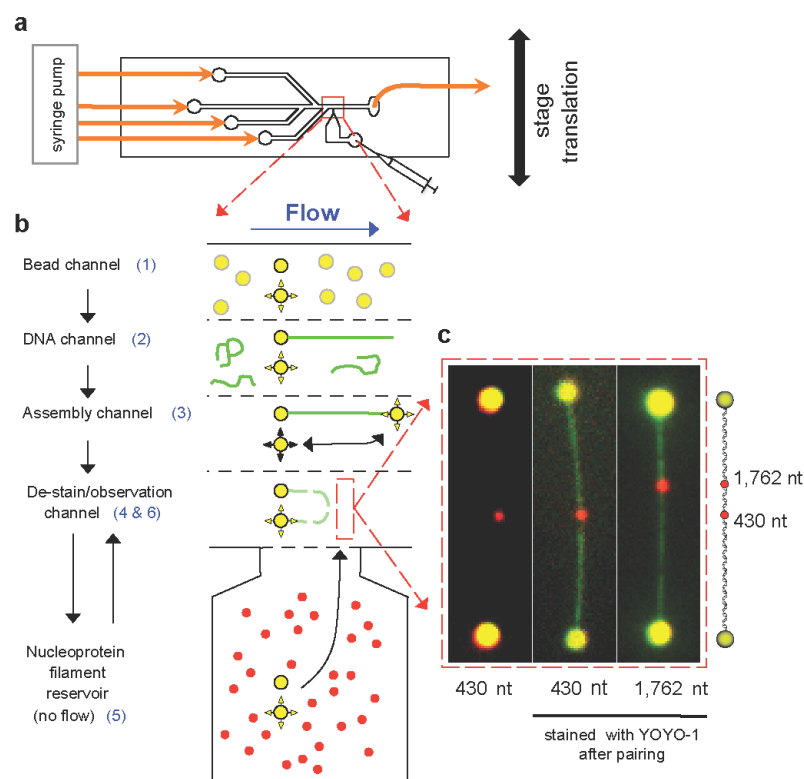 a
syringe pump
stage
translation
b
Flow
Bead channel (1)
DNA channel (2)
Assembly channel (3)
De-stain/observation
channel (4 & 6)
Nucleoprotein
filament
reservoir
(no flow) (5)
c
1,762 nt
430 nt
430 nt
430 nt
1,762 nt
stained with YOYO-1
after pairing